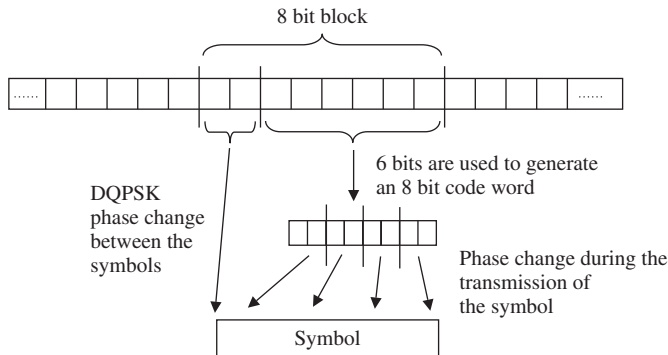 8 bit block
...... ......
6 bits are used to generate
an 8 bit code word
DQPSK
phase change
between the
symbols
Phase change during the
transmission of
the symbol
Symbol